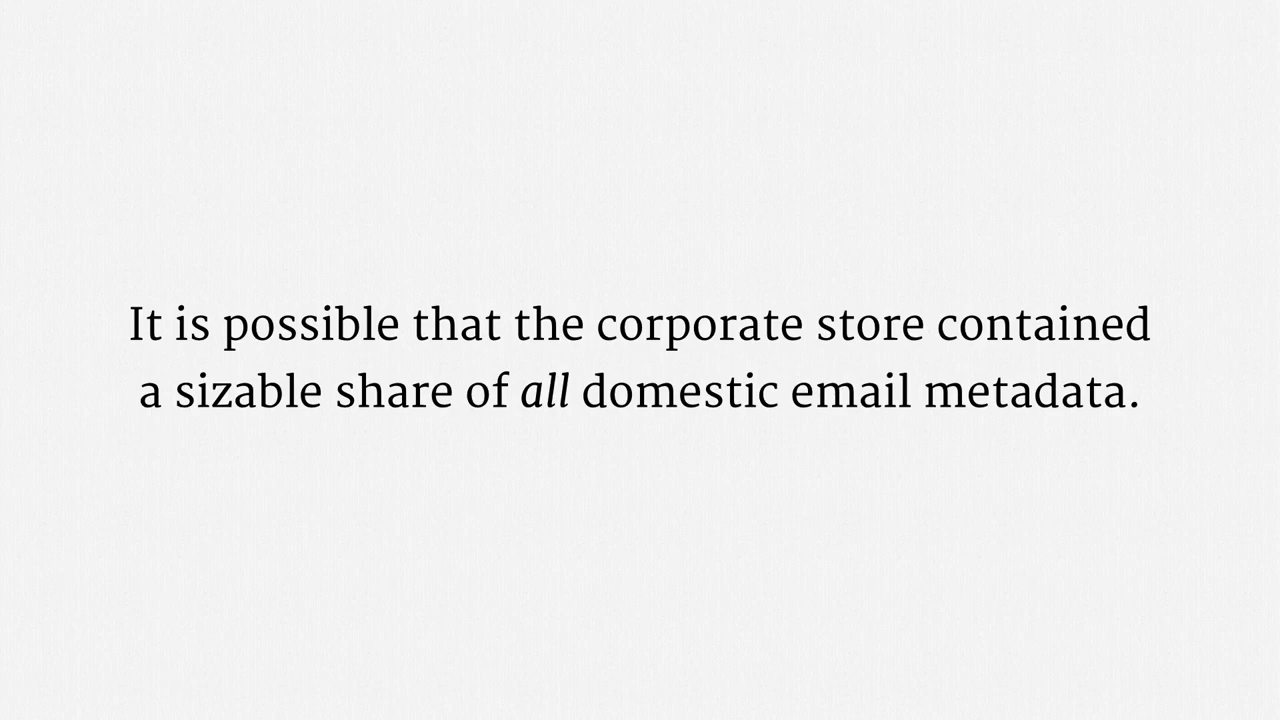 It is possible that the corporate store contained
a sizable share of all domestic email metadata.